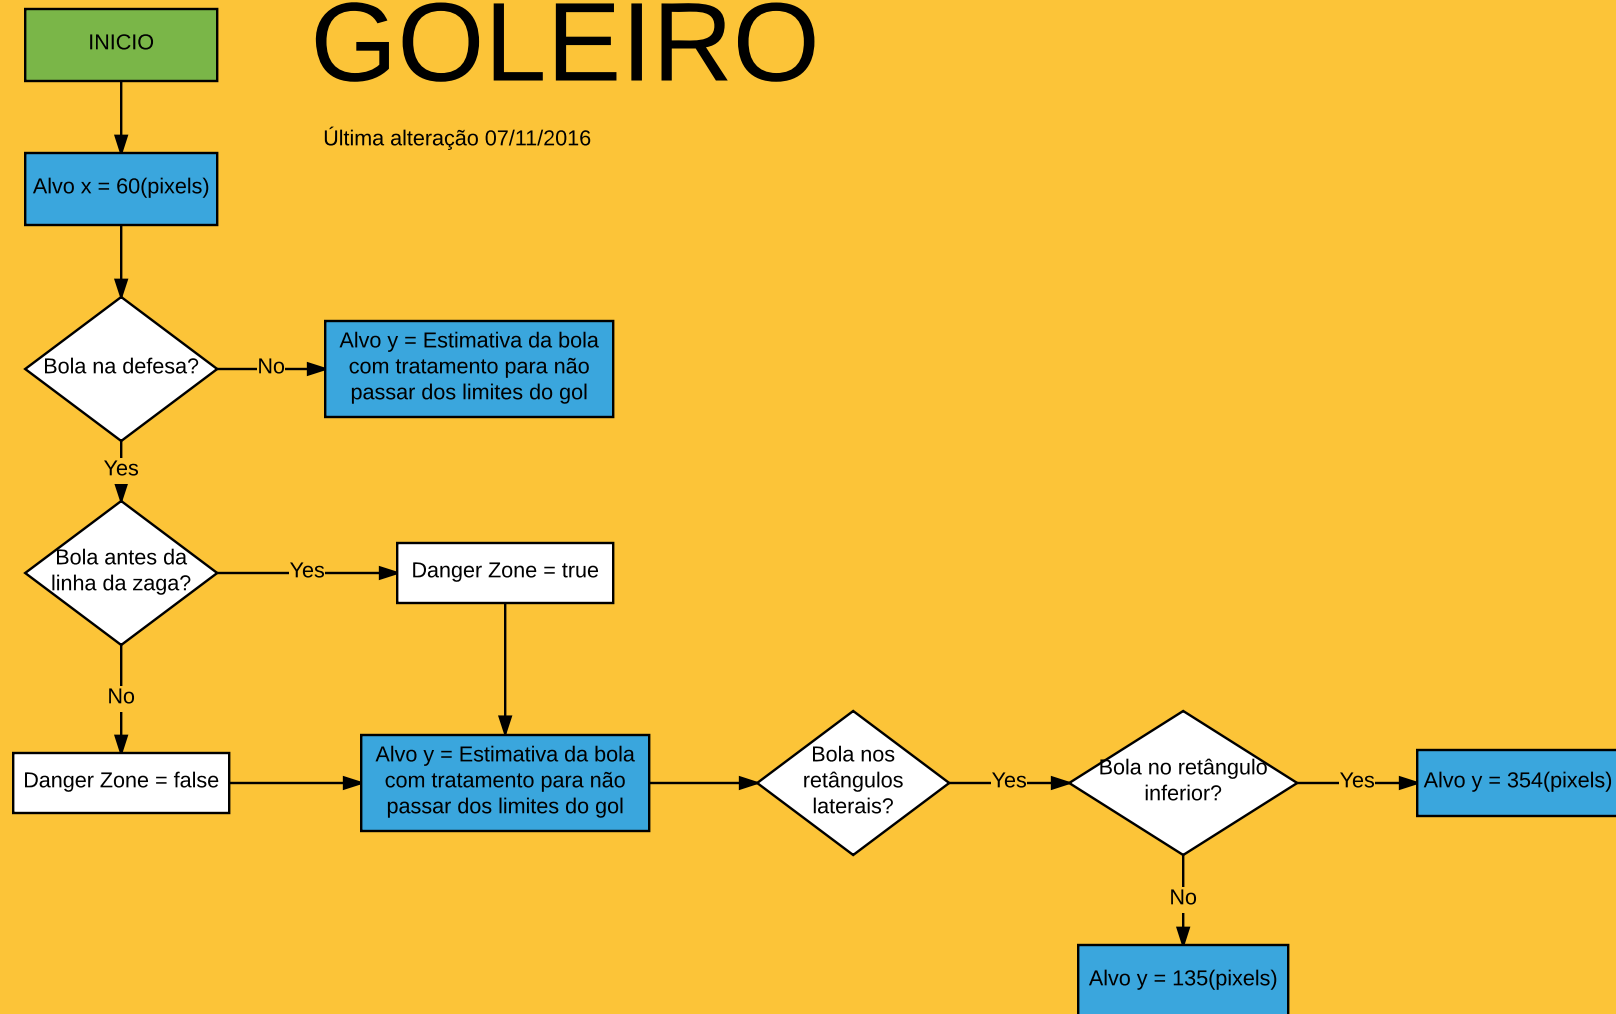 GOLEIRO
INICIO
Última alteração 07/11/2016
Alvo x = 60(pixels)
Bola na defesa?
No
Alvo y = Estimativa da bola
com tratamento para não
passar dos limites do gol
Yes
Bola antes da
linha da zaga?
Yes
Danger Zone = true
No
Danger Zone = false
Alvo y = Estimativa da bola
com tratamento para não
passar dos limites do gol
Bola nos
retângulos
laterais?
Yes
Bola no retângulo
inferior?
Yes
Alvo y = 354(pixels)
No
Alvo y = 135(pixels)